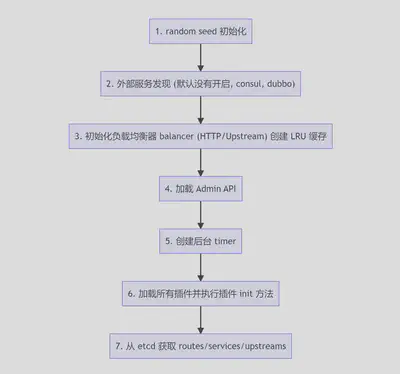 1. random seed 初始化
2. 外部服务发现 (默认没有开启, consul, dubbo)
3. 初始化负载均衡器 balancer (HTTP/Upstream) 创建 LRU 缓存
4. 加载 Admin API
5. 创建后台 timer
6. 加载所有插件并执行插件 init 方法
7. 从 etcd 获取 routes/services/upstreams